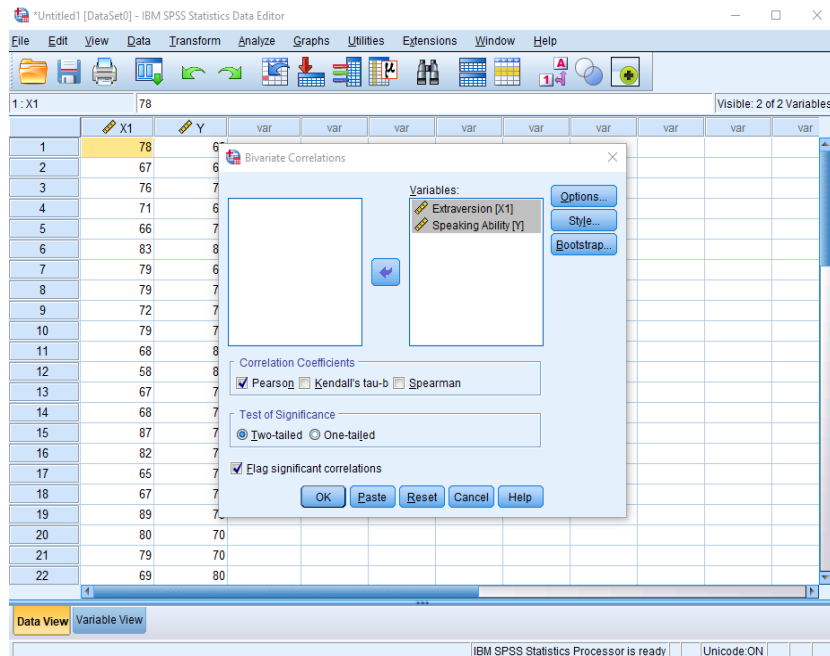 *Untitled1 [DataSet0] - IBM SPSS Statistics Data Editor
File Edit View Data Transform Analyze Graphs Utilities Extensions Window Help
1 : X1 78 Visible: 2 of 2 Variables
X1 Y var var var var var var var var var
Bivariate Correlations
Variables:
Extraversion [X1]
Speaking Ability [Y]
Options...
Style...
Bootstrap...
Correlation Coefficients
Pearson Kendall's tau-b Spearman
Test of Significance
Two-tailed One-tailed
Flag significant correlations
OK Paste Reset Cancel Help
1 78
2 67
3 76
4 71
5 66
6 83
7 79
8 79
9 72
10 79
11 68
12 58
13 67
14 68
15 87
16 82
17 65
18 67
19 89
20 80 70
21 79 70
22 69 80
Data View Variable View
IBM SPSS Statistics Processor is ready Unicode:ON